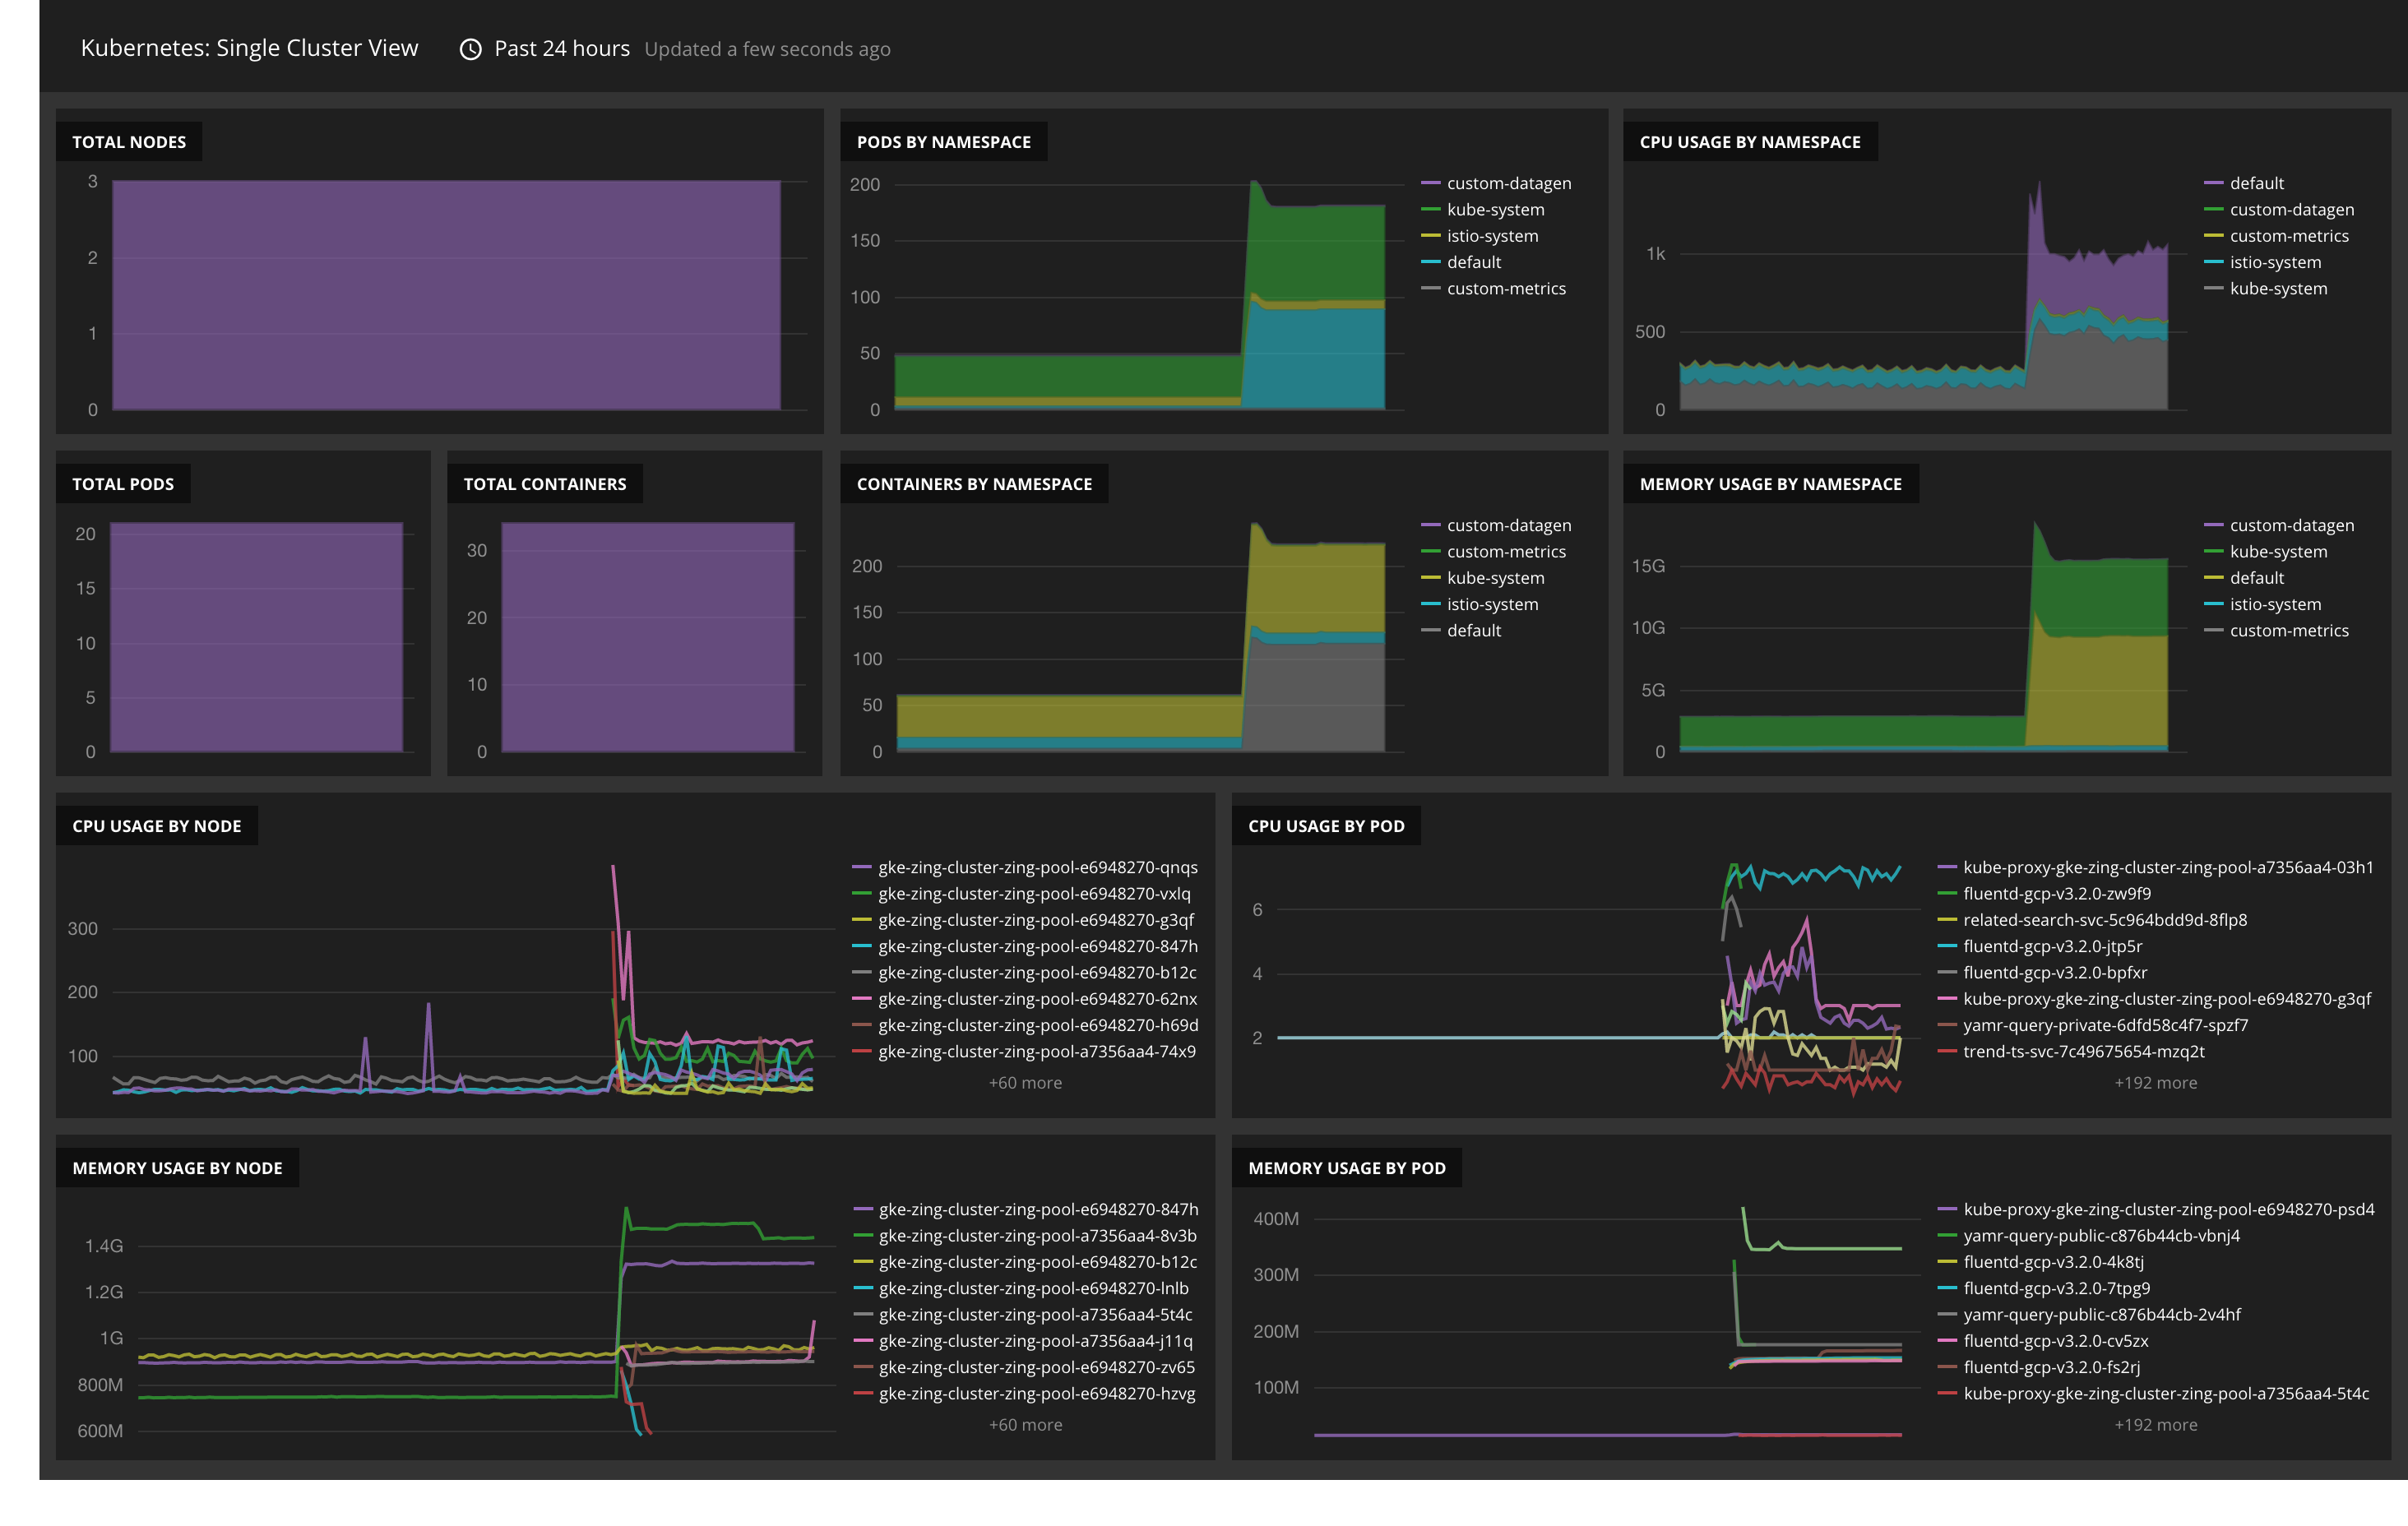 Kubernetes: Single Cluster View Past 24 hours Updated a few seconds ago
TOTAL NODES
3
2
1
0
PODS BY NAMESPACE
200
150
100
50
0
custom-datagen
kube-system
istio-system
default
custom-metrics
CPU USAGE BY NAMESPACE
1k
500
0
default
custom-datagen
custom-metrics
istio-system
kube-system
TOTAL PODS
20
15
10
5
0
TOTAL CONTAINERS
30
20
10
0
CONTAINERS BY NAMESPACE
200
150
100
50
0
custom-datagen
custom-metrics
kube-system
istio-system
default
MEMORY USAGE BY NAMESPACE
15G
10G
5G
0
custom-datagen
kube-system
default
istio-system
custom-metrics
CPU USAGE BY NODE
300
200
100
gke-zing-cluster-zing-pool-e6948270-qnqs
gke-zing-cluster-zing-pool-e6948270-vxlq
gke-zing-cluster-zing-pool-e6948270-g3qf
gke-zing-cluster-zing-pool-e6948270-847h
gke-zing-cluster-zing-pool-e6948270-b12c
gke-zing-cluster-zing-pool-e6948270-62nx
gke-zing-cluster-zing-pool-e6948270-h69d
gke-zing-cluster-zing-pool-a7356aa4-74x9
+60 more
CPU USAGE BY POD
6
4
2
kube-proxy-gke-zing-cluster-zing-pool-a7356aa4-03h1
fluentd-gcp-v3.2.0-zw9f9
related-search-svc-5c964bdd9d-8flp8
fluentd-gcp-v3.2.0-jtp5r
fluentd-gcp-v3.2.0-bpfxr
kube-proxy-gke-zing-cluster-zing-pool-e6948270-g3qf
yamr-query-private-6dfd58c4f7-spzf7
trend-ts-svc-7c49675654-mzq2t
+192 more
MEMORY USAGE BY NODE
1.4G
1.2G
1G
800M
600M
gke-zing-cluster-zing-pool-e6948270-847h
gke-zing-cluster-zing-pool-a7356aa4-8v3b
gke-zing-cluster-zing-pool-e6948270-b12c
gke-zing-cluster-zing-pool-e6948270-lnlb
gke-zing-cluster-zing-pool-a7356aa4-5t4c
gke-zing-cluster-zing-pool-a7356aa4-j11q
gke-zing-cluster-zing-pool-e6948270-zv65
gke-zing-cluster-zing-pool-e6948270-hzvg
+60 more
MEMORY USAGE BY POD
400M
300M
200M
100M
kube-proxy-gke-zing-cluster-zing-pool-e6948270-psd4
yamr-query-public-c876b44cb-vbnj4
fluentd-gcp-v3.2.0-4k8tj
fluentd-gcp-v3.2.0-7tpg9
yamr-query-public-c876b44cb-2v4hf
fluentd-gcp-v3.2.0-cv5zx
fluentd-gcp-v3.2.0-fs2rj
kube-proxy-gke-zing-cluster-zing-pool-a7356aa4-5t4c
+192 more